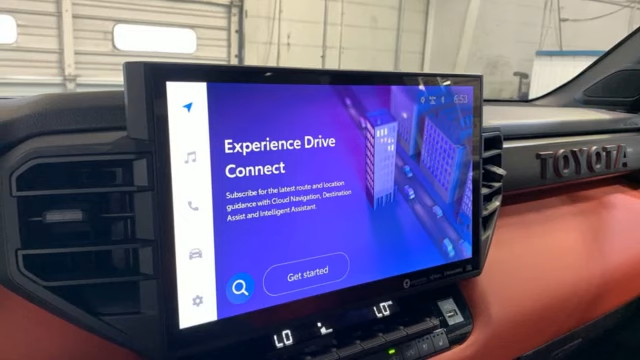 6:53
Experience Drive
Connect
Subscribe for the latest route and location
guidance with Cloud Navigation, Destination
Assist and Intelligent Assistant.
Get started
TOYOTA
LO
LO